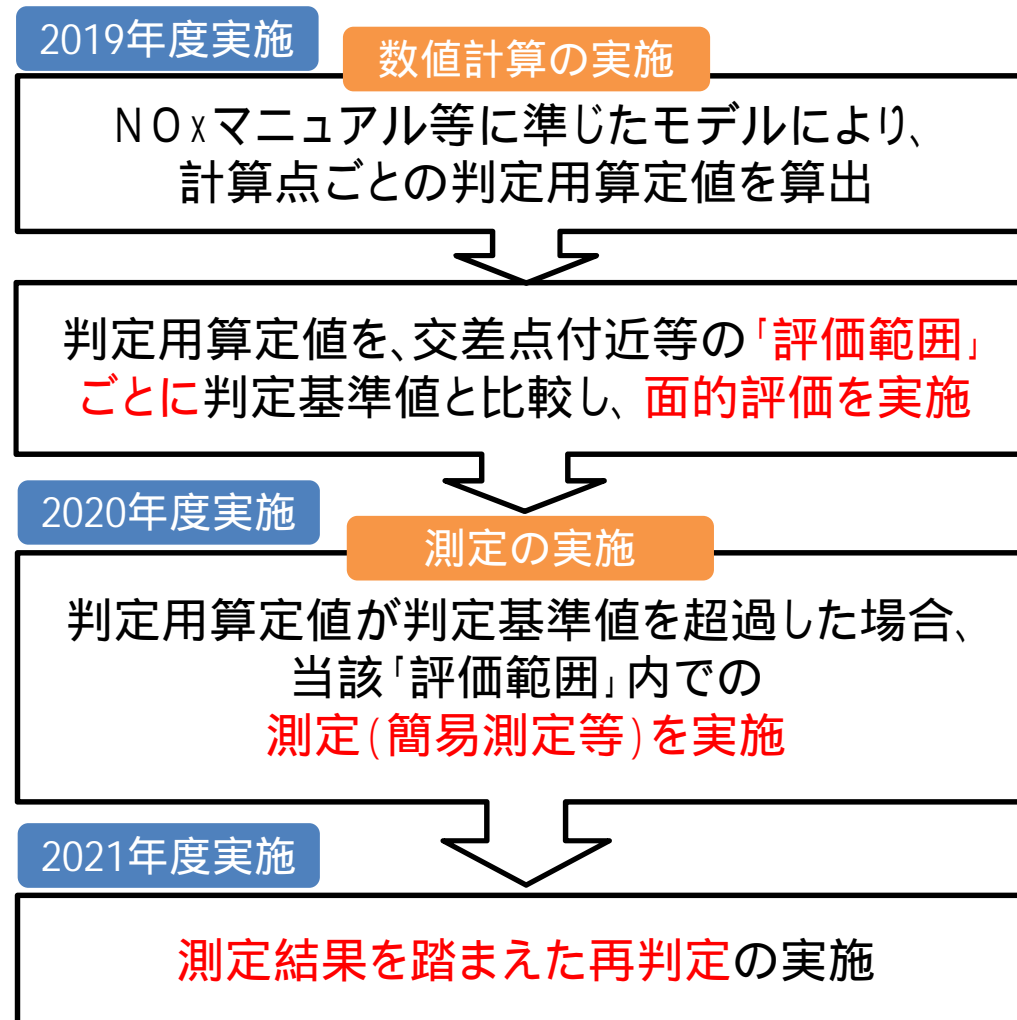 2019年度実施
数値計算の実施
NOxマニュアル等に準じたモデルにより、
計算点ごとの判定用算定値を算出
判定用算定値を、交差点付近等の「評価範囲」
ごとに判定基準値と比較し、面的評価を実施
2020年度実施
測定の実施
判定用算定値が判定基準値を超過した場合、
当該「評価範囲」内での
測定(簡易測定等)を実施
2021年度実施
測定結果を踏まえた再判定の実施